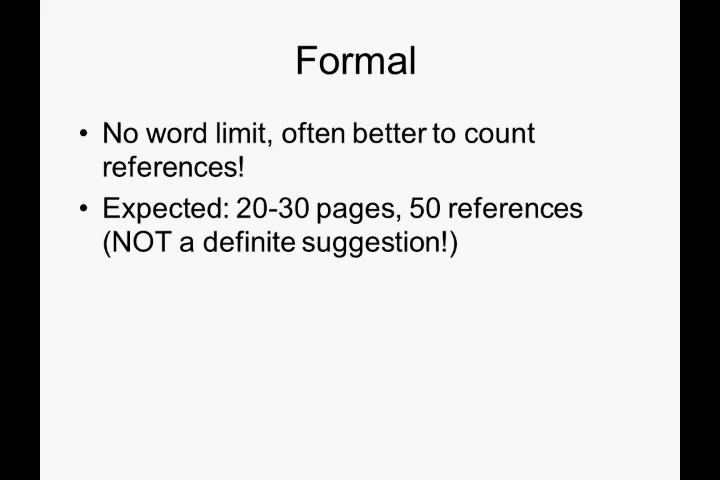 Formal
• No word limit, often better to count
references!
• Expected: 20-30 pages, 50 references
(NOT a definite suggestion!)